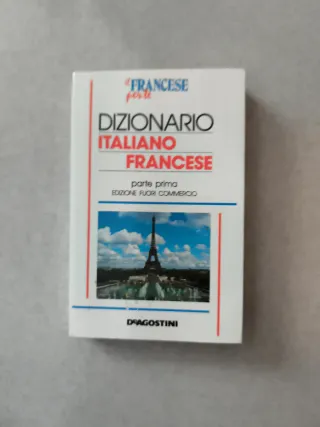 il FRANCESE
per te
DIZIONARIO
ITALIANO
FRANCESE
parte prima
EDIZIONE FUORI COMMERCIO
DEAGOSTINI